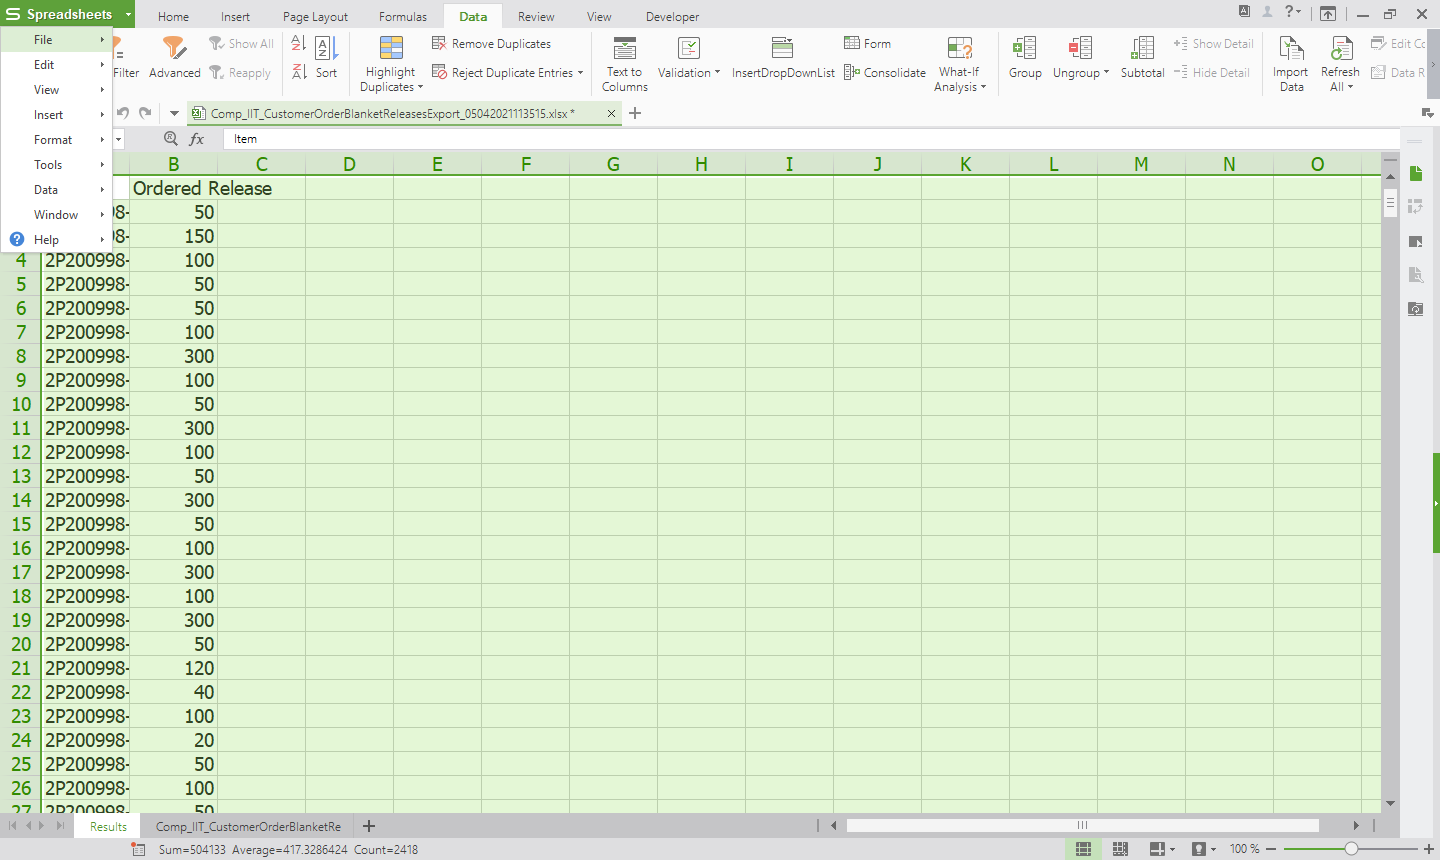 Spreadsheets
Home Insert Page Layout Formulas Data Review View Developer
File
Edit
View
Insert
Format
Tools
Data
Window
Help
Filter
Advanced
Show All
Reapply
Sort
Highlight
Duplicates
Remove Duplicates
Reject Duplicate Entries
Text to
Columns
Validation
InsertDropDownList
Form
Consolidate
What-If
Analysis
Group
Ungroup
Subtotal
Show Detail
Hide Detail
Import
Data
Refresh
All
Edit
Data
Comp_IIT_CustomerOrderBlanketReleasesExport_05042021113515.xlsx *
fx Item
B C D E F G H I J K L M N O
Ordered Release
50
150
4 2P200998- 100
5 2P200998- 50
6 2P200998- 50
7 2P200998- 100
8 2P200998- 300
9 2P200998- 100
10 2P200998- 50
11 2P200998- 300
12 2P200998- 100
13 2P200998- 50
14 2P200998- 300
15 2P200998- 50
16 2P200998- 100
17 2P200998- 300
18 2P200998- 100
19 2P200998- 300
20 2P200998- 50
21 2P200998- 120
22 2P200998- 40
23 2P200998- 100
24 2P200998- 20
25 2P200998- 50
26 2P200998- 100
27 2P200998- 50
Results Comp_IIT_CustomerOrderBlanketRe
Sum=504133 Average=417.3286424 Count=2418
100 %